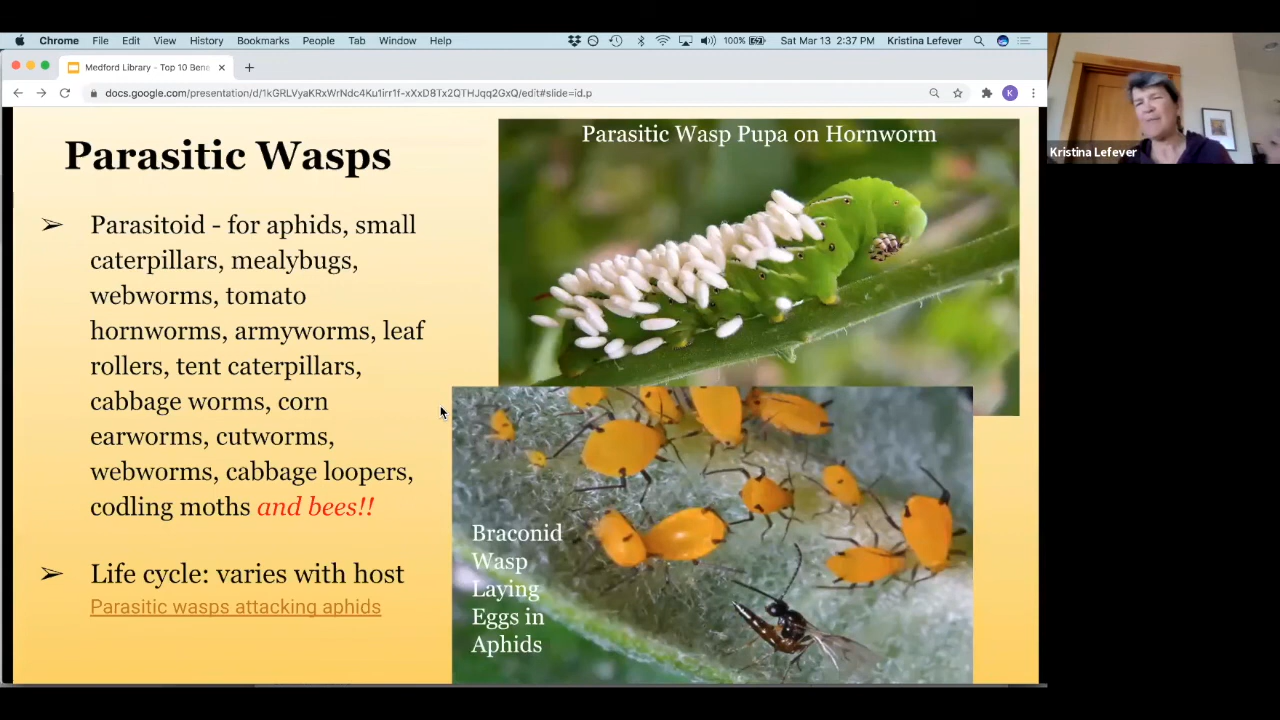 Chrome File Edit View History Bookmarks People Tab Window Help 100% Sat Mar 13 2:37 PM Kristina Lefever
Medford Library - Top 10 Bene
docs.google.com/presentation/d/1kGRLVyaKRxWrNdc4Ku1irr1f-xXxD8Tx2QTHJqq2GxQ/edit#slide=id.p
K
Parasitic Wasps
➢ Parasitoid - for aphids, small
caterpillars, mealybugs,
webworms, tomato
hornworms, armyworms, leaf
rollers, tent caterpillars,
cabbage worms, corn
earworms, cutworms,
webworms, cabbage loopers,
codling moths and bees!!
➢ Life cycle: varies with host
Parasitic wasps attacking aphids
Parasitic Wasp Pupa on Hornworm
Braconid
Wasp
Laying
Eggs in
Aphids
Kristina Lefever